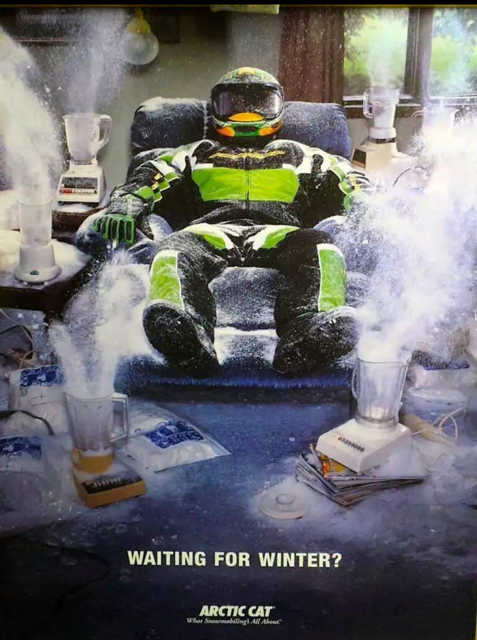 WAITING FOR WINTER?
ARCTIC CAT
What Snowmobiling's All About.